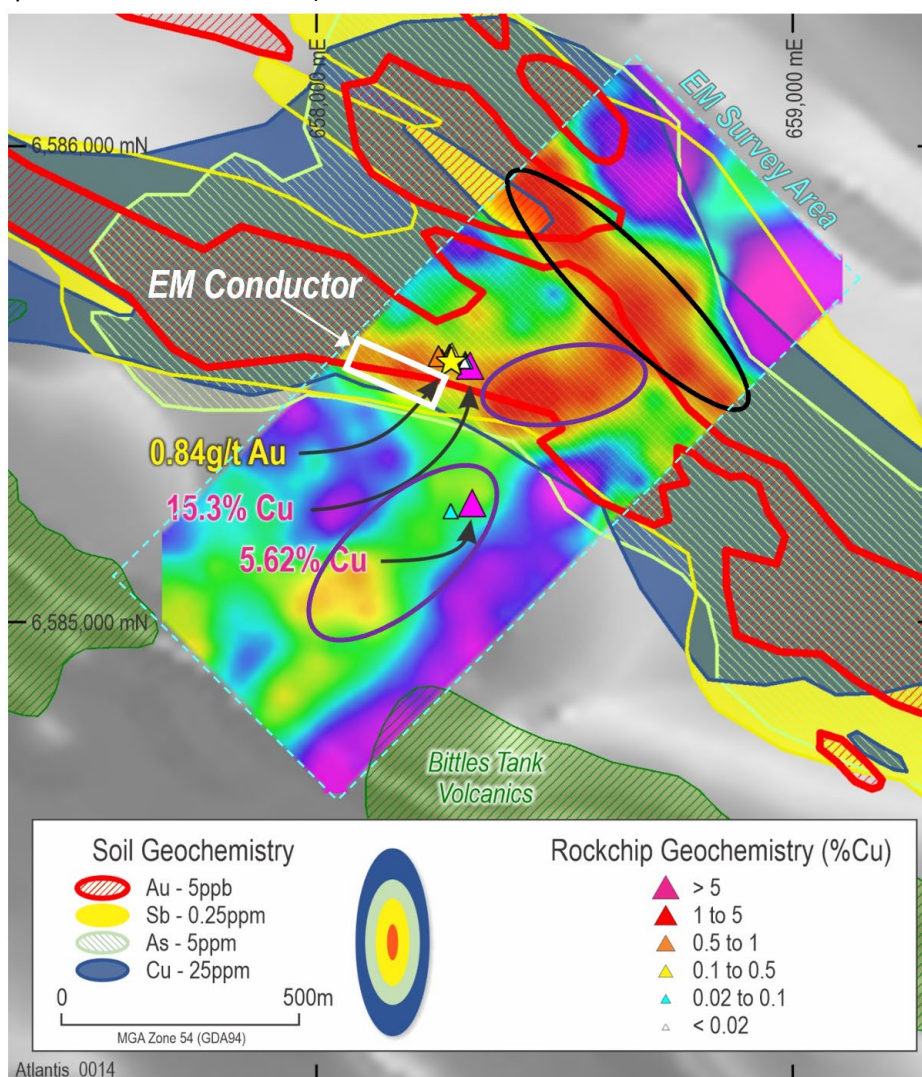 658,000 mE
659,000 mE
6,586,000 mN
EM Survey Area
EM Conductor
0.84g/t Au
15.3% Cu
5.62% Cu
6,585,000 mN
Bittles Tank
Volcanics
Soil Geochemistry
Au - 5ppb
Sb - 0.25ppm
As - 5ppm
Cu - 25ppm
0 500m
MGA Zone 54 (GDA94)
Rockchip Geochemistry (%Cu)
> 5
1 to 5
0.5 to 1
0.1 to 0.5
0.02 to 0.1
< 0.02
Atlantis_0014